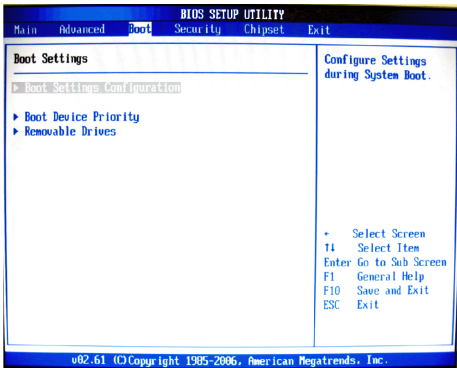 BIOS SETUP UTILITY
Main Advanced Boot Security Chipset Exit
Boot Settings
▶ Boot Settings Configuration
▶ Boot Device Priority
▶ Removable Drives
Configure Settings
during System Boot.
← Select Screen
↑↓ Select Item
Enter Go to Sub Screen
F1 General Help
F10 Save and Exit
ESC Exit
v02.61 (C)Copyright 1985-2006, American Megatrends, Inc.